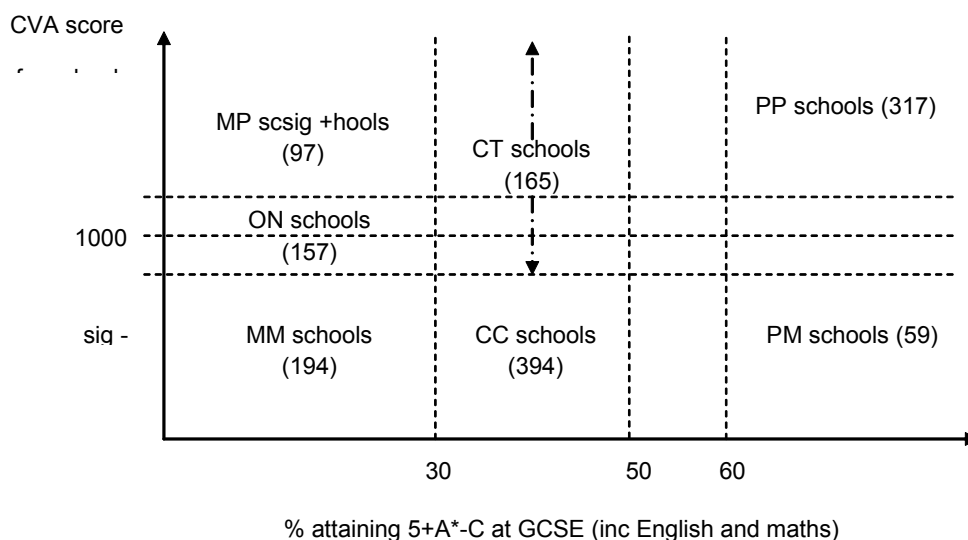 CVA score
MP scsig +hools
(97)
CT schools
(165)
PP schools (317)
ON schools
(157)
1000
sig -
MM schools
(194)
CC schools
(394)
PM schools (59)
30
50
60
% attaining 5+A*-C at GCSE (inc English and maths)